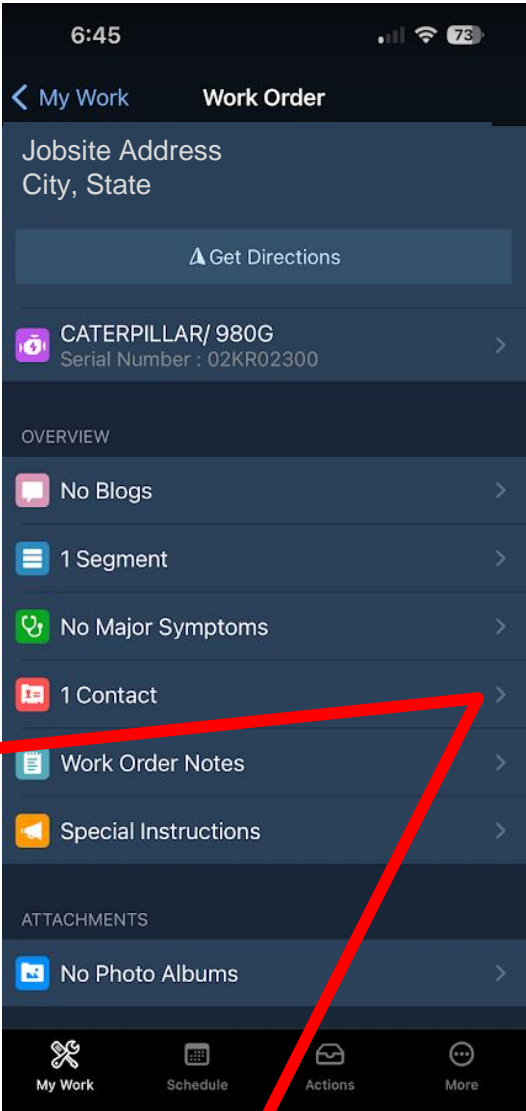 6:45
73
My Work
Work Order
Jobsite Address
City, State
Get Directions
CATERPILLAR/ 980G
Serial Number : 02KR02300
OVERVIEW
No Blogs
1 Segment
No Major Symptoms
1 Contact
Work Order Notes
Special Instructions
ATTACHMENTS
No Photo Albums
My Work
Schedule
Actions
More